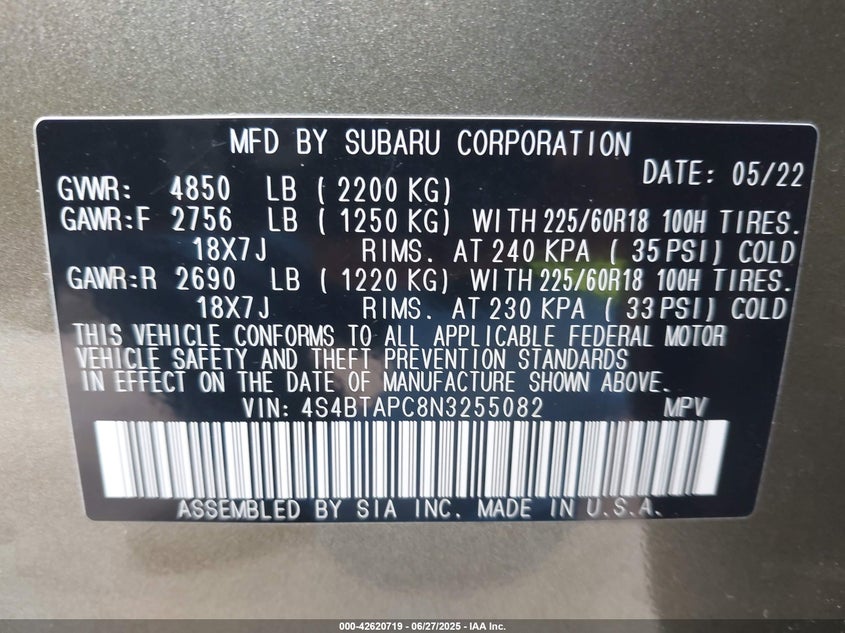 MFD BY SUBARU CORPORATION
DATE: 05/22
GVWR: 4850 LB ( 2200 KG)
GAWR:F 2756 LB ( 1250 KG) WITH 225/60R18 100H TIRES.
18X7J RIMS. AT 240 KPA ( 35 PSI) COLD
GAWR:R 2690 LB ( 1220 KG) WITH 225/60R18 100H TIRES.
18X7J RIMS. AT 230 KPA ( 33 PSI) COLD
THIS VEHICLE CONFORMS TO ALL APPLICABLE FEDERAL MOTOR
VEHICLE SAFETY AND THEFT PREVENTION STANDARDS
IN EFFECT ON THE DATE OF MANUFACTURE SHOWN ABOVE.
VIN: 4S4BTAPC8N3255082 MPV
ASSEMBLED BY SIA INC. MADE IN U.S.A.
000-42620719 - 06/27/2025 - IAA Inc.